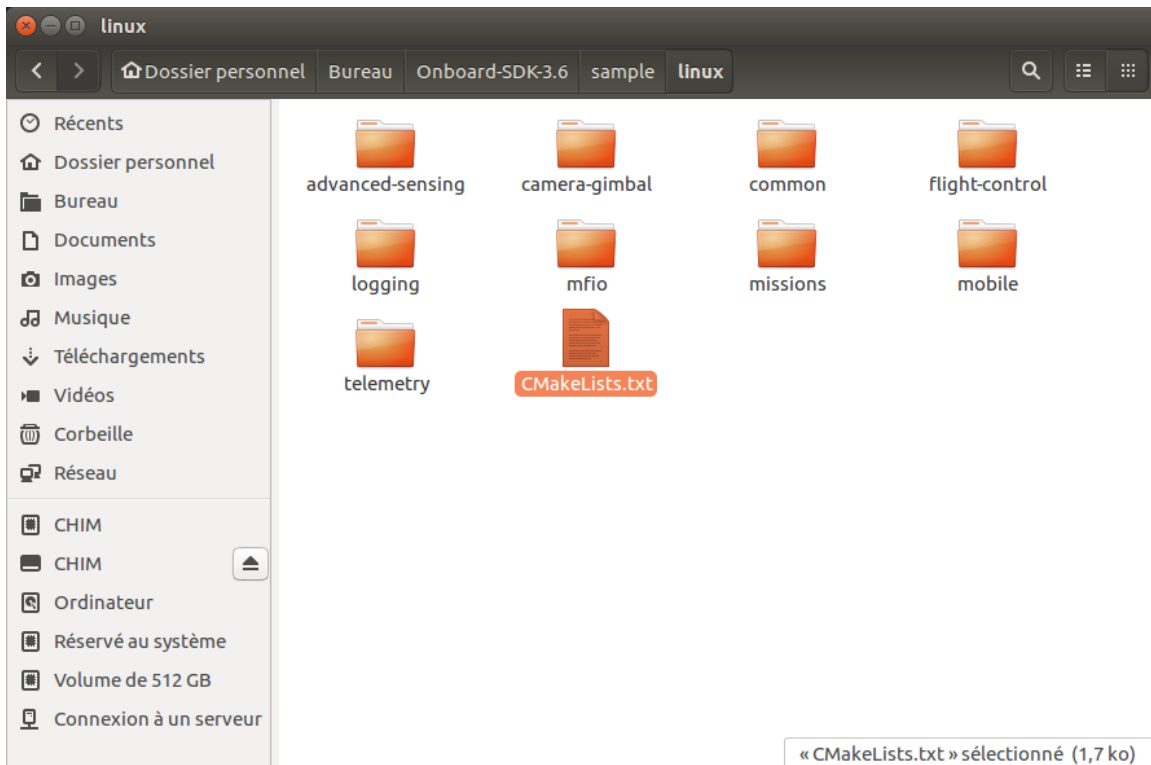 linux
Dossier personnel Bureau Onboard-SDK-3.6 sample linux
Récents
Dossier personnel
Bureau
Documents
Images
Musique
Téléchargements
Vidéos
Corbeille
Réseau
CHIM
CHIM
Ordinateur
Réservé au système
Volume de 512 GB
Connexion à un serveur
advanced-sensing camera-gimbal common flight-control
logging mfio missions mobile
telemetry CMakeLists.txt
« CMakeLists.txt » sélectionné (1,7 ko)